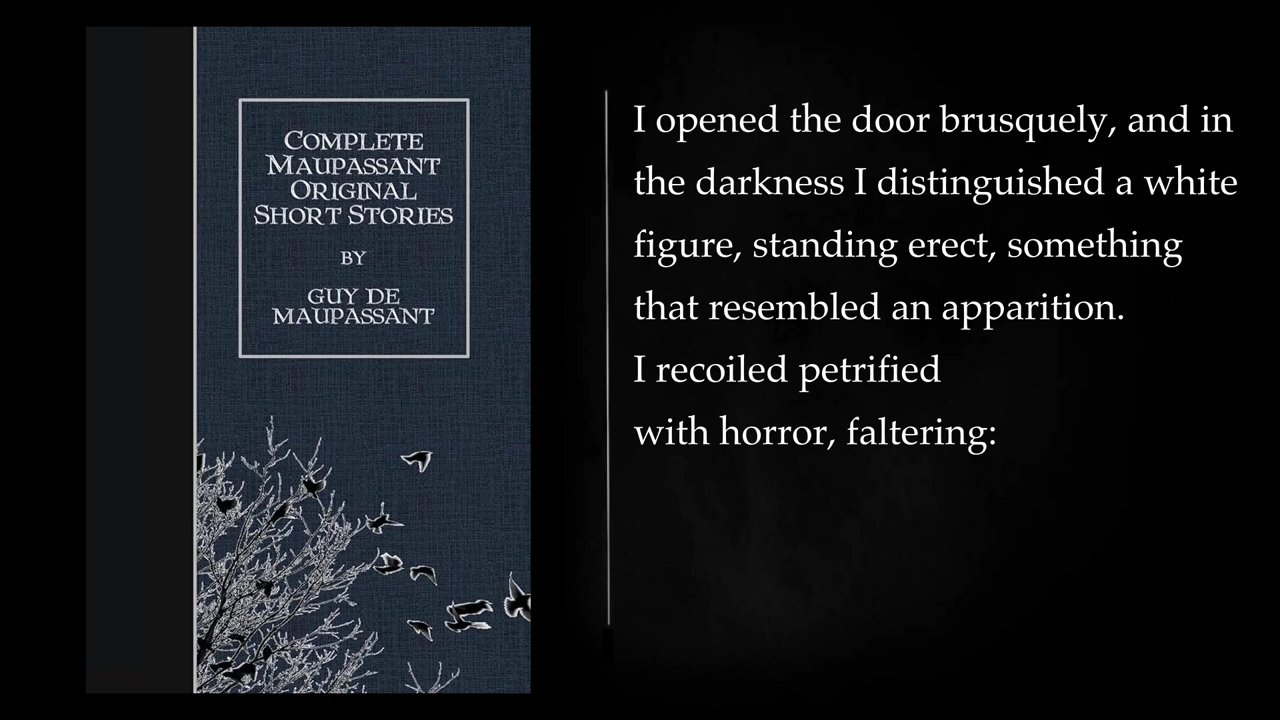 COMPLETE
MAUPASSANT
ORIGINAL
SHORT STORIES
BY
GUY DE
MAUPASSANT
I opened the door brusquely, and in
the darkness I distinguished a white
figure, standing erect, something
that resembled an apparition.
I recoiled petrified
with horror, faltering: